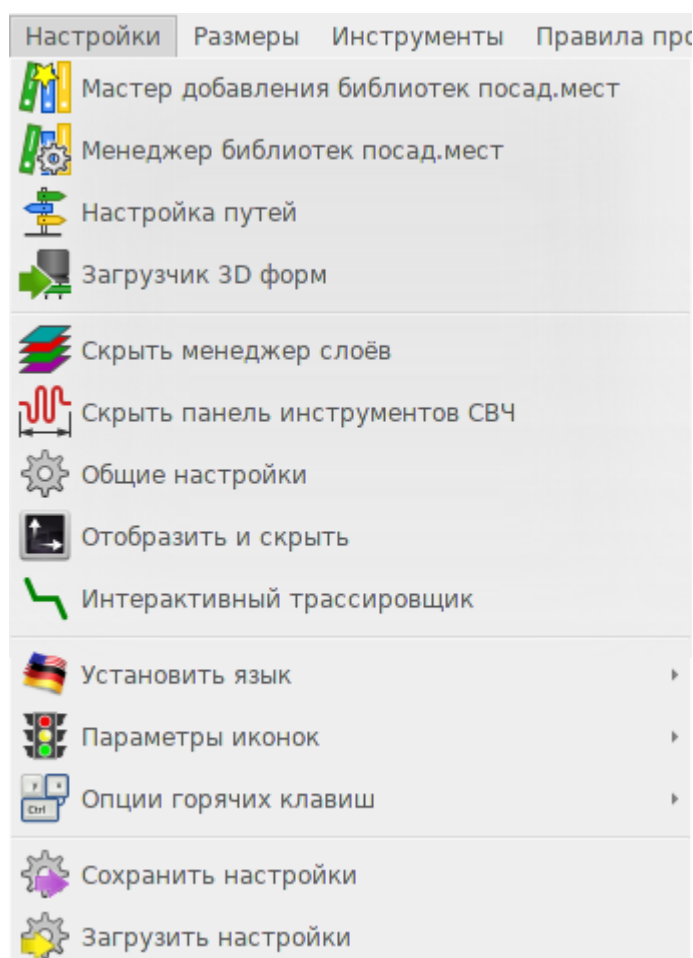 Настройки Размеры Инструменты Правила про
Мастер добавления библиотек посад.мест
Менеджер библиотек посад.мест
Настройка путей
Загрузчик 3D форм
Скрыть менеджер слоёв
Скрыть панель инструментов СВЧ
Общие настройки
Отобразить и скрыть
Интерактивный трассировщик
Установить язык
Параметры иконок
Ctrl Опции горячих клавиш
Сохранить настройки
Загрузить настройки